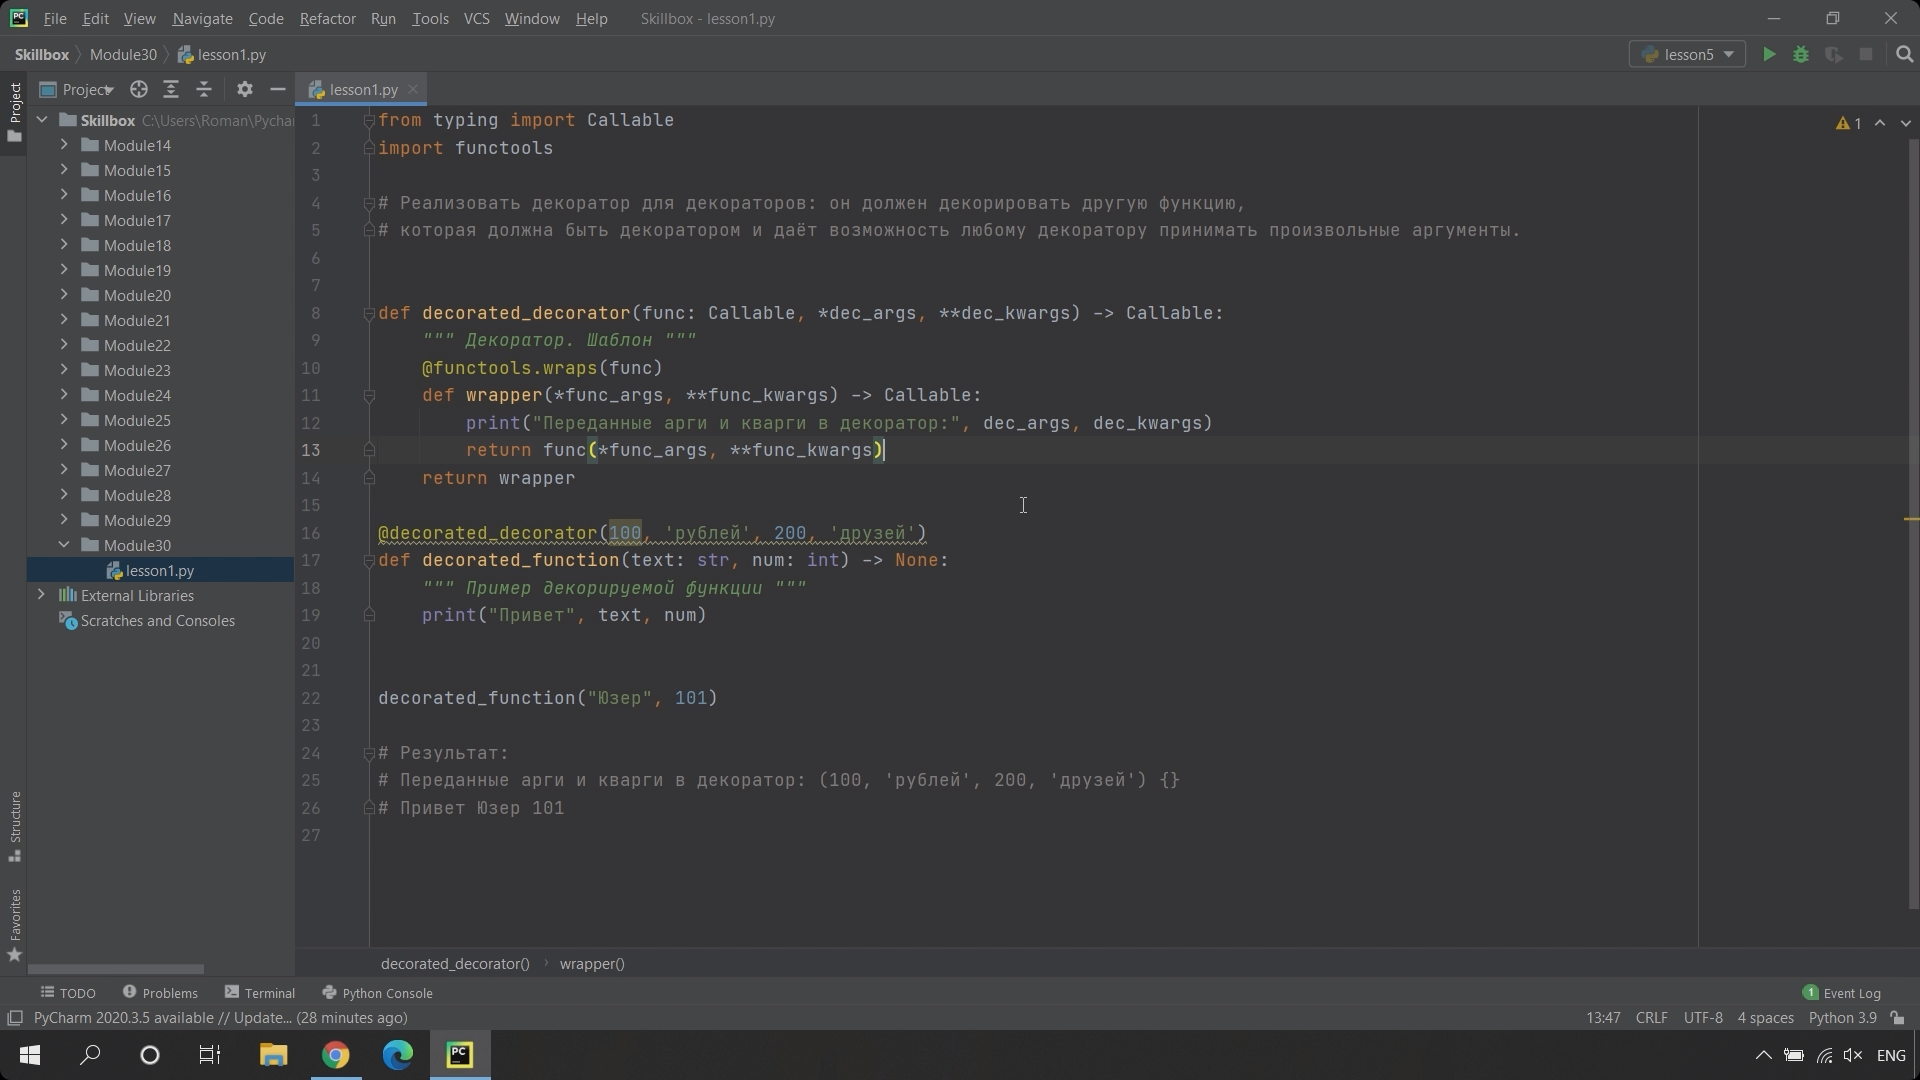 File Edit View Navigate Code Refactor Run Tools VCS Window Help Skillbox - lesson1.py
Skillbox Module30 lesson1.py lesson5
Project lesson1.py
Project
Skillbox C:\Users\Roman\Pychar
Module14
Module15
Module16
Module17
Module18
Module19
Module20
Module21
Module22
Module23
Module24
Module25
Module26
Module27
Module28
Module29
Module30
lesson1.py
External Libraries
Scratches and Consoles
Structure
Favorites
1 from typing import Callable
2 import functools
3
4 # Реализовать декоратор для декораторов: он должен декорировать другую функцию,
5 # которая должна быть декоратором и даёт возможность любому декоратору принимать произвольные аргументы.
6
7
8 def decorated_decorator(func: Callable, *dec_args, **dec_kwargs) -> Callable:
9 """ Декоратор. Шаблон """
10 @functools.wraps(func)
11 def wrapper(*func_args, **func_kwargs) -> Callable:
12 print("Переданные арги и кварги в декоратор:", dec_args, dec_kwargs)
13 return func(*func_args, **func_kwargs)
14 return wrapper
15
16 @decorated_decorator(100, 'рублей', 200, 'друзей')
17 def decorated_function(text: str, num: int) -> None:
18 """ Пример декорируемой функции """
19 print("Привет", text, num)
20
21
22 decorated_function("Юзер", 101)
23
24 # Результат:
25 # Переданные арги и кварги в декоратор: (100, 'рублей', 200, 'друзей') {}
26 # Привет Юзер 101
27
1
decorated_decorator() wrapper()
TODO Problems Terminal Python Console 1 Event Log
PyCharm 2020.3.5 available // Update... (28 minutes ago) 13:47 CRLF UTF-8 4 spaces Python 3.9
PC ENG